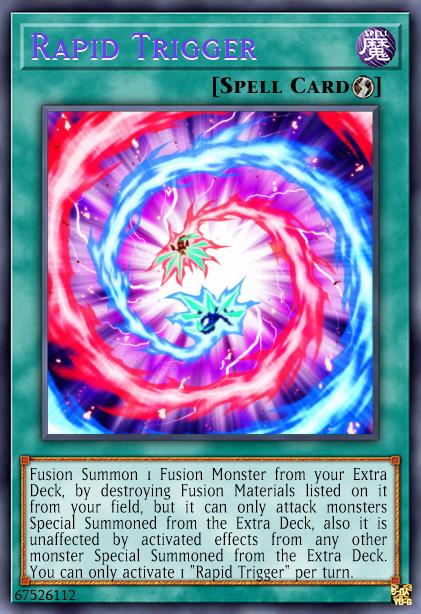 Rapid Trigger
SPELL
魔
[Spell Card]
Fusion Summon 1 Fusion Monster from your Extra
Deck, by destroying Fusion Materials listed on it
from your field, but it can only attack monsters
Special Summoned from the Extra Deck, also it is
unaffected by activated effects from any other
monster Special Summoned from the Extra Deck.
You can only activate 1 "Rapid Trigger" per turn.
67526112